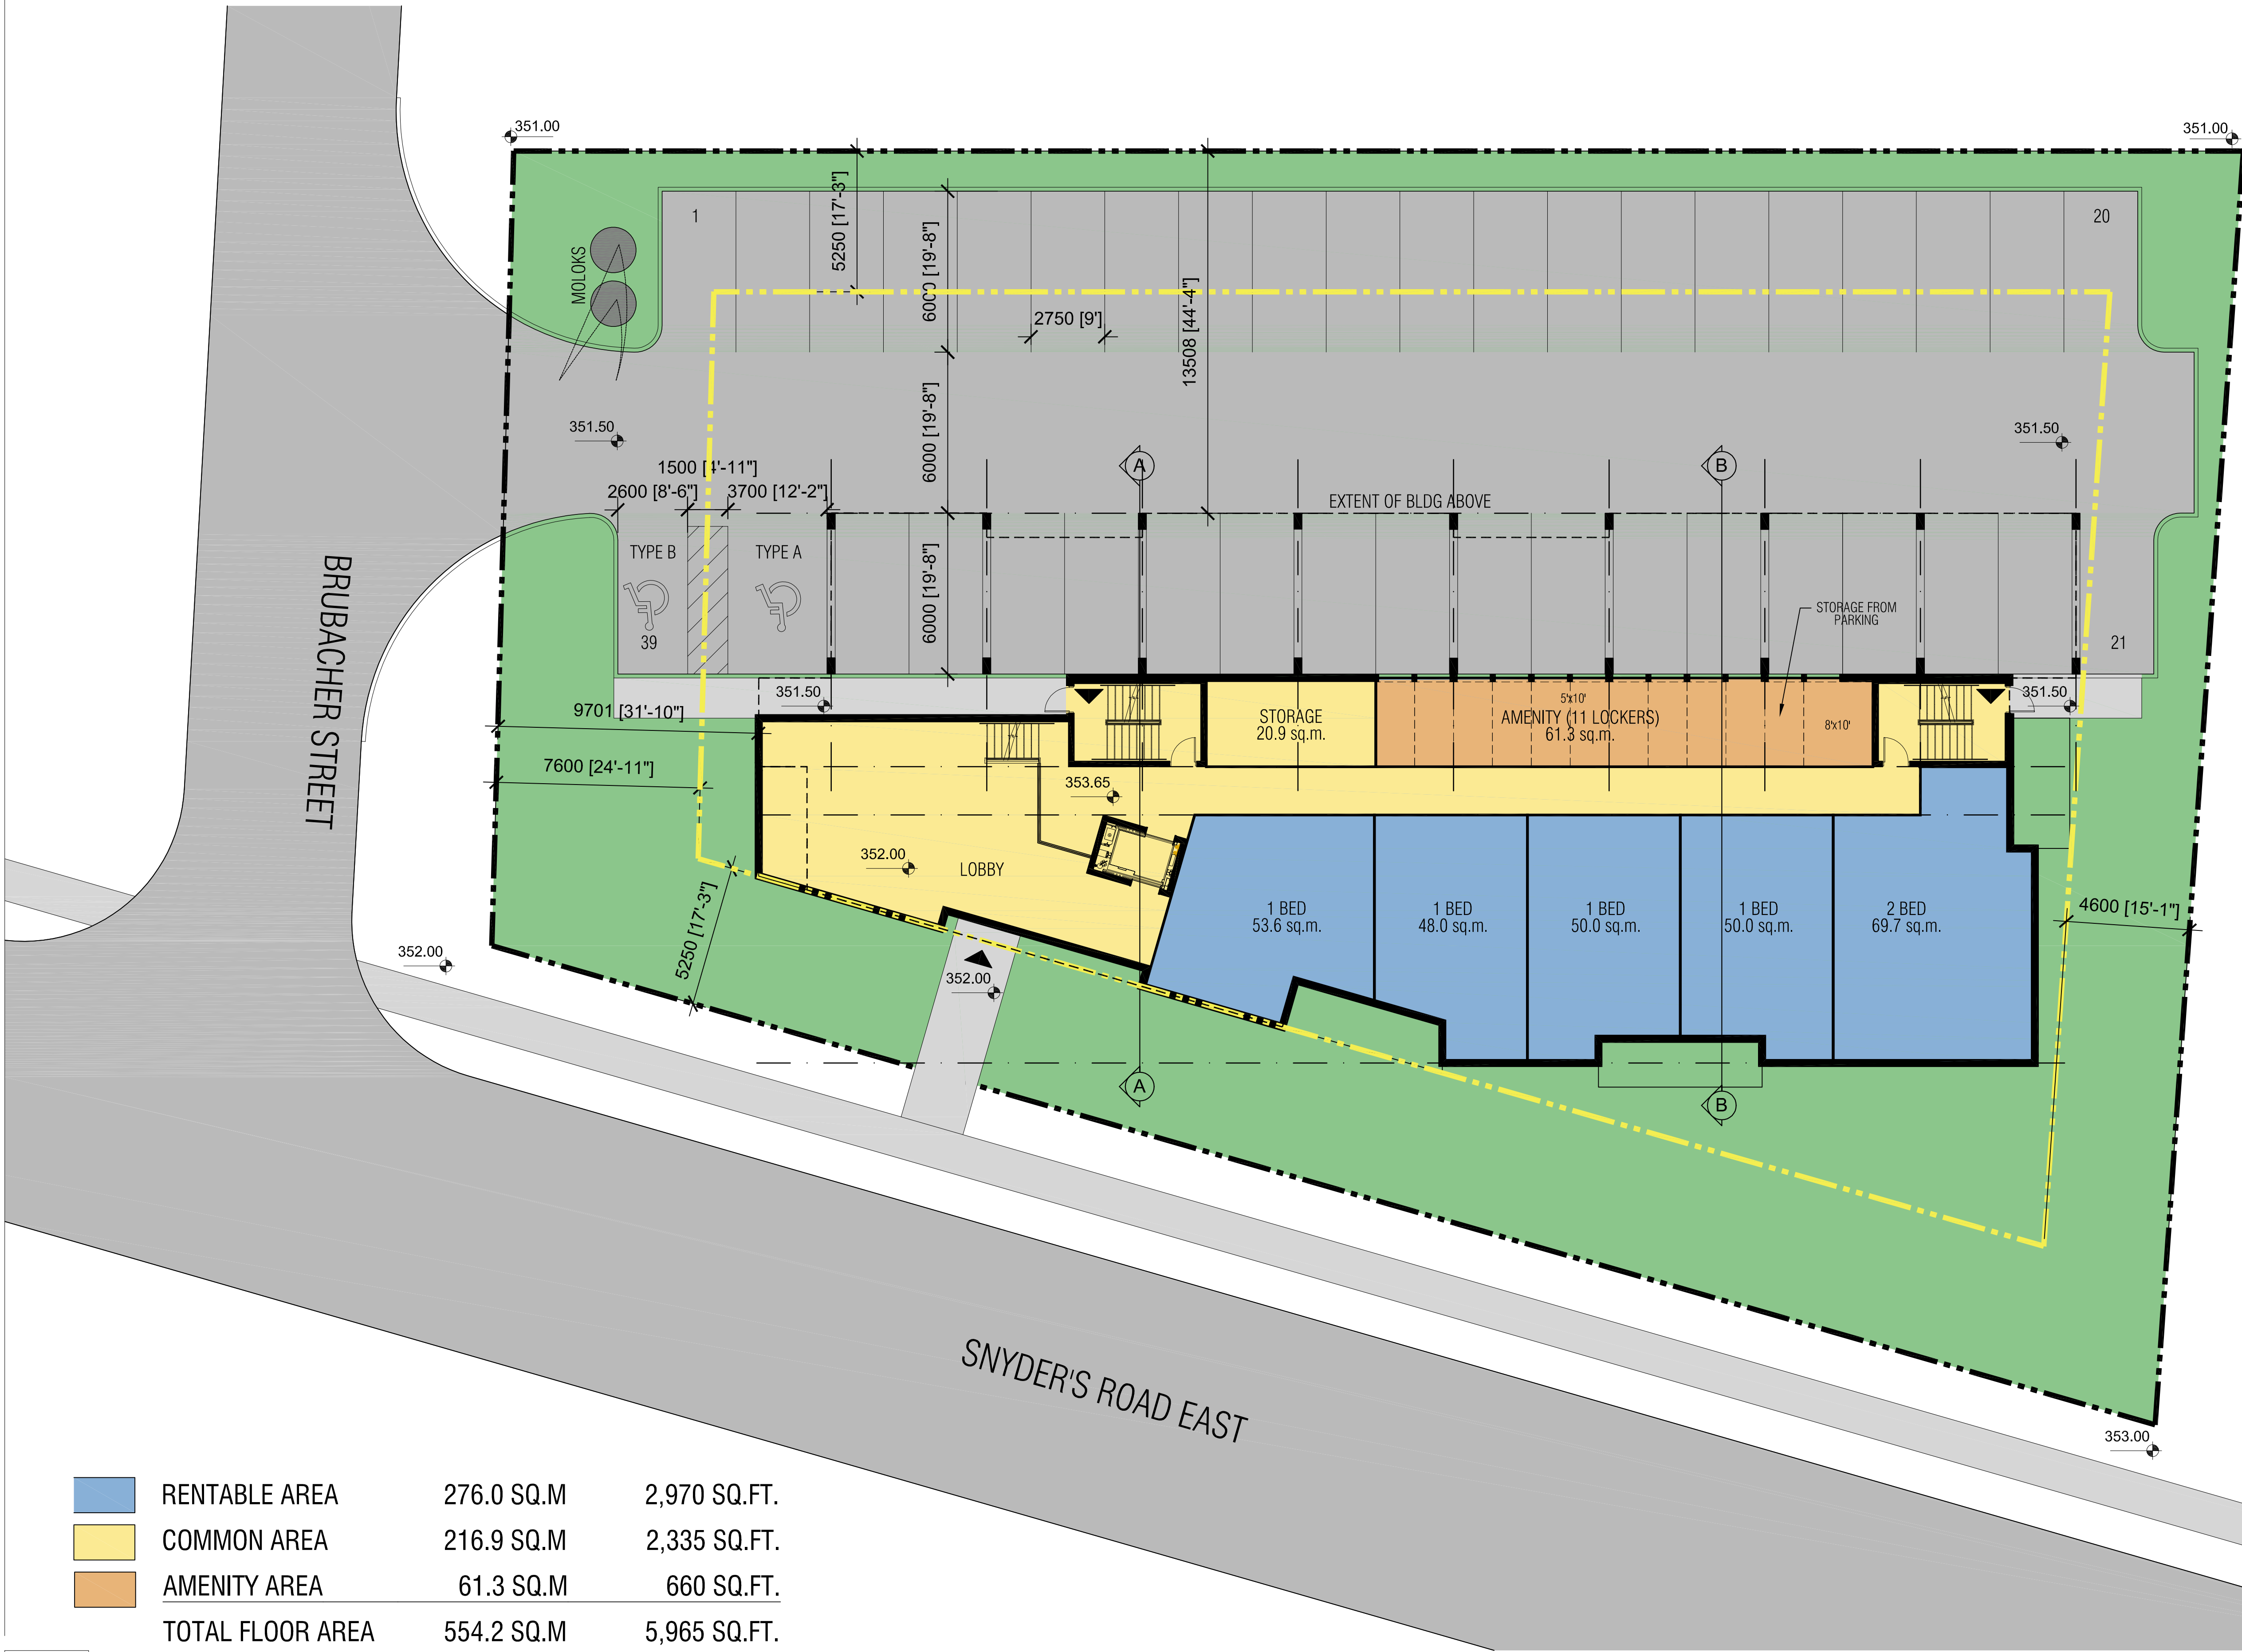 351.00
351.00
1
20
5250 [17'-3"]
6000 [19'-8"]
MOLOKS
2750 [9']
13508 [44'-4"]
351.50
351.50
6000 [19'-8"]
1500 [4'-11"]
2600 [8'-6"]
3700 [12'-2"]
A
B
EXTENT OF BLDG ABOVE
TYPE B
TYPE A
6000 [19'-8"]
39
21
STORAGE FROM
PARKING
BRUBACHER STREET
351.50
351.50
9701 [31'-10"]
STORAGE
20.9 sq.m.
5'x10'
AMENITY (11 LOCKERS)
61.3 sq.m.
8'x10'
7600 [24'-11"]
353.65
352.00
LOBBY
5250 [17'-3"]
1 BED
53.6 sq.m.
1 BED
48.0 sq.m.
1 BED
50.0 sq.m.
1 BED
50.0 sq.m.
2 BED
69.7 sq.m.
4600 [15'-1"]
352.00
352.00
A
B
SNYDER'S ROAD EAST
353.00
RENTABLE AREA 276.0 SQ.M 2,970 SQ.FT.
COMMON AREA 216.9 SQ.M 2,335 SQ.FT.
AMENITY AREA 61.3 SQ.M 660 SQ.FT.
TOTAL FLOOR AREA 554.2 SQ.M 5,965 SQ.FT.